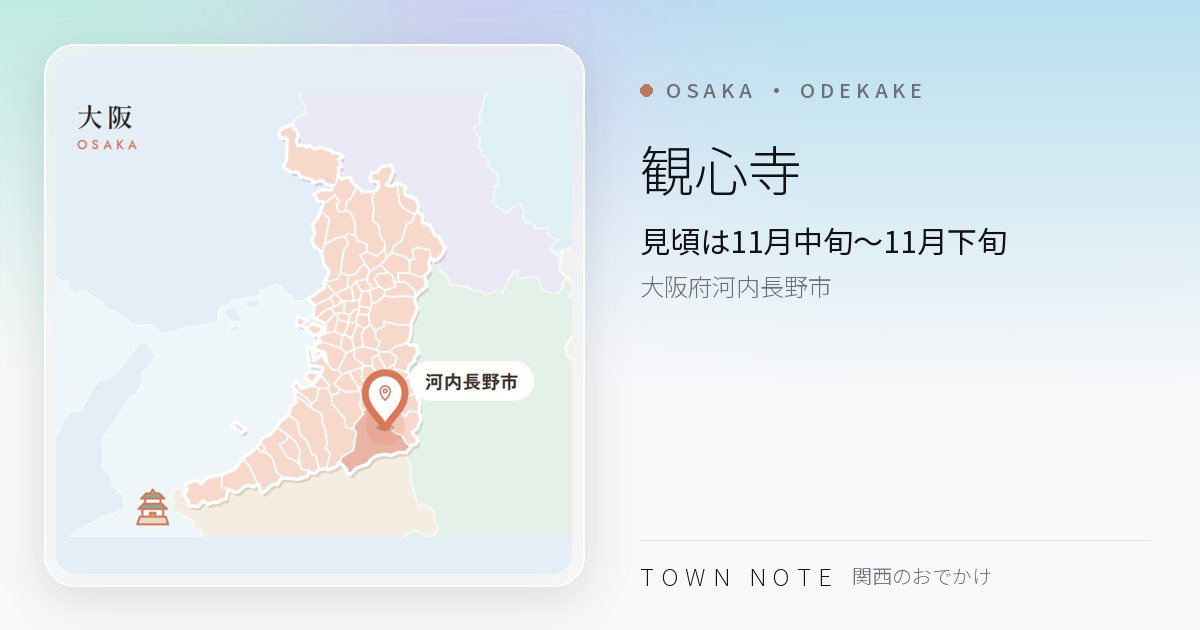 大阪
OSAKA
河内長野市
OSAKA • ODEKAKE
観心寺
見頃は11月中旬〜11月下旬
大阪府河内長野市
TOWN NOTE 関西のおでかけ